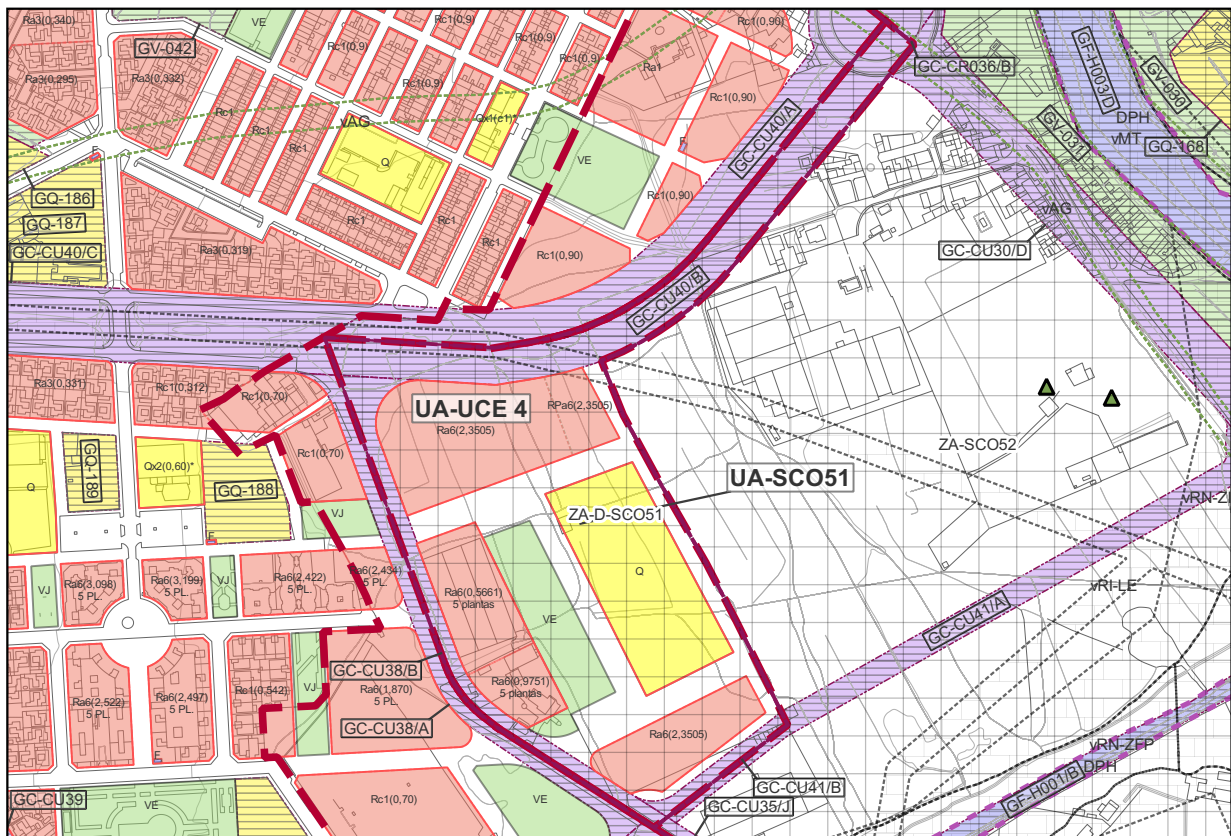 Ra3(0,340)
GV-042
VE
Rc1(0,9)
Rc1(0,9)
Rc1(0,9)
Rc1(0,9)
Rc1(0,90)
Ra3(0,295)
Ra3(0,332)
Ra1
Rc1(0,90)
GC-CR036/B
GF-H003/D
GV-030
DPH
vMT
GQ-168
Rc1
Rc1
Rc1
vAG
Qx1(c1)*
GC-CU40/A
GV-031
E
Q
VE
E
GQ-186
Rc1(0,90)
vAG
GQ-187
Rc1
Rc1
GC-CU40/C
Ra3(0,319)
Rc1
Rc1(0,90)
GC-CU30/D
GC-CU40/B
Ra3(0,331)
Rc1(0,312)
Rc1(0,70)
UA-UCE 4
RPa6(2,3505)
Ra6(2,3505)
Rc1(0,70)
ZA-SCO52
Q
GQ-189
Qx2(0,60)*
GQ-188
UA-SCO51
ZA-D-SCO51
VJ
E
Ra6(3,098)
5 PL.
VJ
Ra6(3,199)
5 PL.
VJ
Ra6(2,422)
5 PL.
Ra6(2,434)
5 PL.
Ra6(0,5661)
5 plantas
Q
VE
vRI-LE
GC-CU41/A
GC-CU38/B
Ra6(2,522)
5 PL.
Ra6(2,497)
5 PL.
Rc1(0,542)
VJ
Ra6(1,870)
5 PL.
Ra6(0,9751)
5 plantas
GC-CU38/A
Ra6(2,3505)
E
vRN-ZFP
DPH
GF-H001/B
GC-CU39
VE
Rc1(0,70)
VE
GC-CU41/B
GC-CU35/J